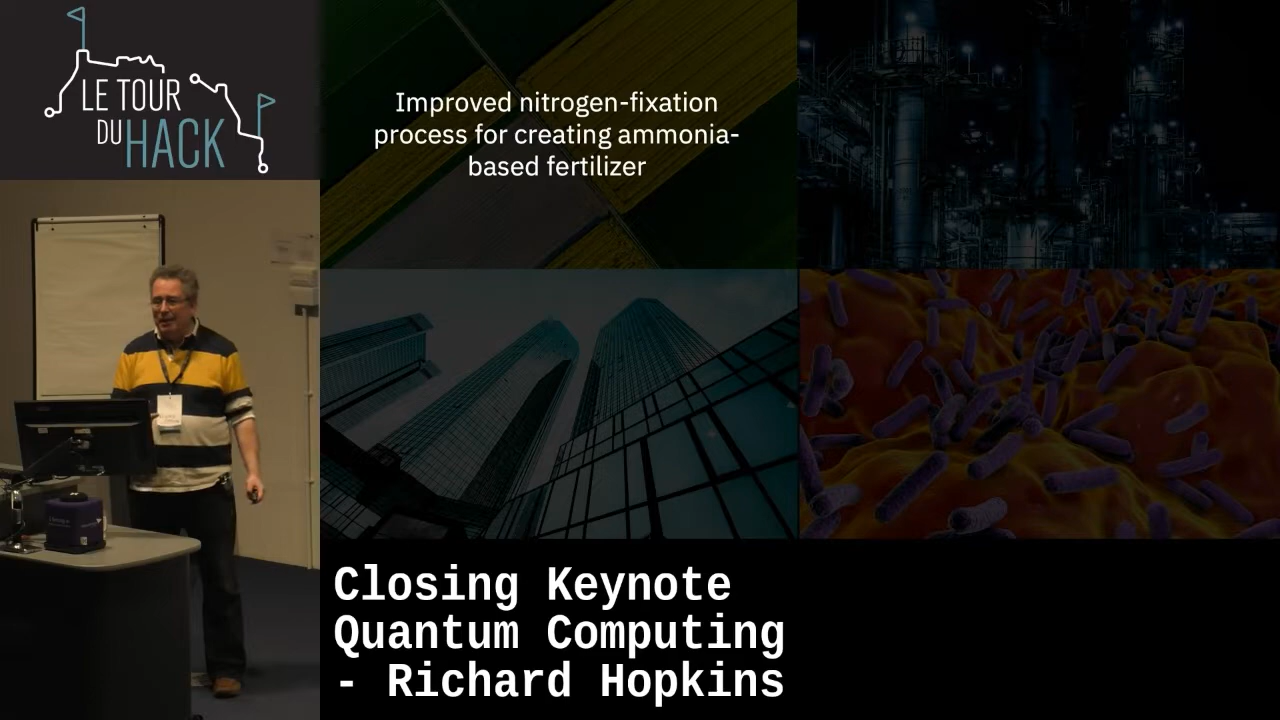 LE TOUR
DU HACK
Improved nitrogen-fixation
process for creating ammonia-
based fertilizer
Closing Keynote
Quantum Computing
- Richard Hopkins